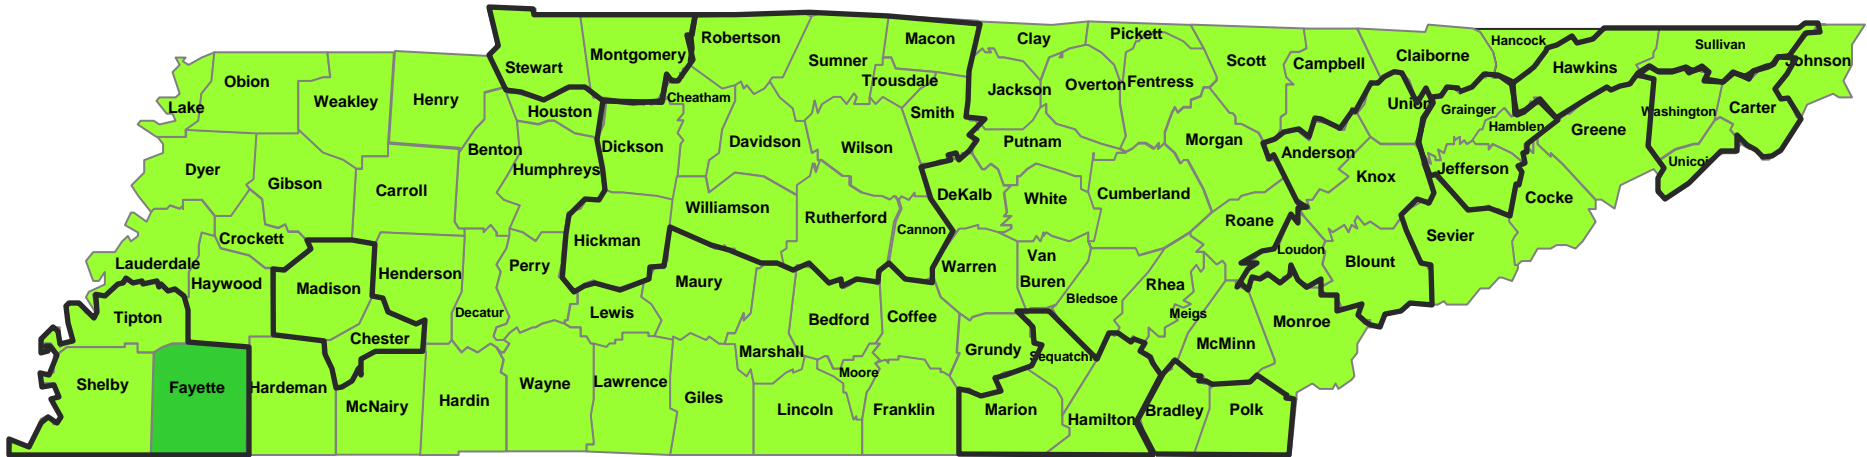 Stewart
Montgomery
Robertson
Sumner
Macon
Trousdale
Clay
Pickett
Scott
Campbell
Claiborne
Hancock
Hawkins
Sullivan
Johnson
Lake
Obion
Weakley
Henry
Houston
Cheatham
Smith
Jackson
Overton
Fentress
Union
Grainger
Hamblen
Greene
Washington
Carter
Dyer
Gibson
Carroll
Benton
Humphreys
Dickson
Davidson
Wilson
Putnam
Morgan
Anderson
Knox
Jefferson
Cocke
Unicoi
Crockett
Lauderdale
Haywood
Madison
Henderson
Perry
Hickman
Williamson
Rutherford
Cannon
DeKalb
White
Cumberland
Roane
Loudon
Blount
Sevier
Tipton
Chester
Decatur
Lewis
Maury
Marshall
Bedford
Coffee
Warren
Van
Buren
Bledsoe
Rhea
Meigs
McMinn
Monroe
Shelby
Fayette
Hardeman
McNairy
Hardin
Wayne
Lawrence
Giles
Lincoln
Moore
Franklin
Grundy
Sequatchie
Marion
Hamilton
Bradley
Polk